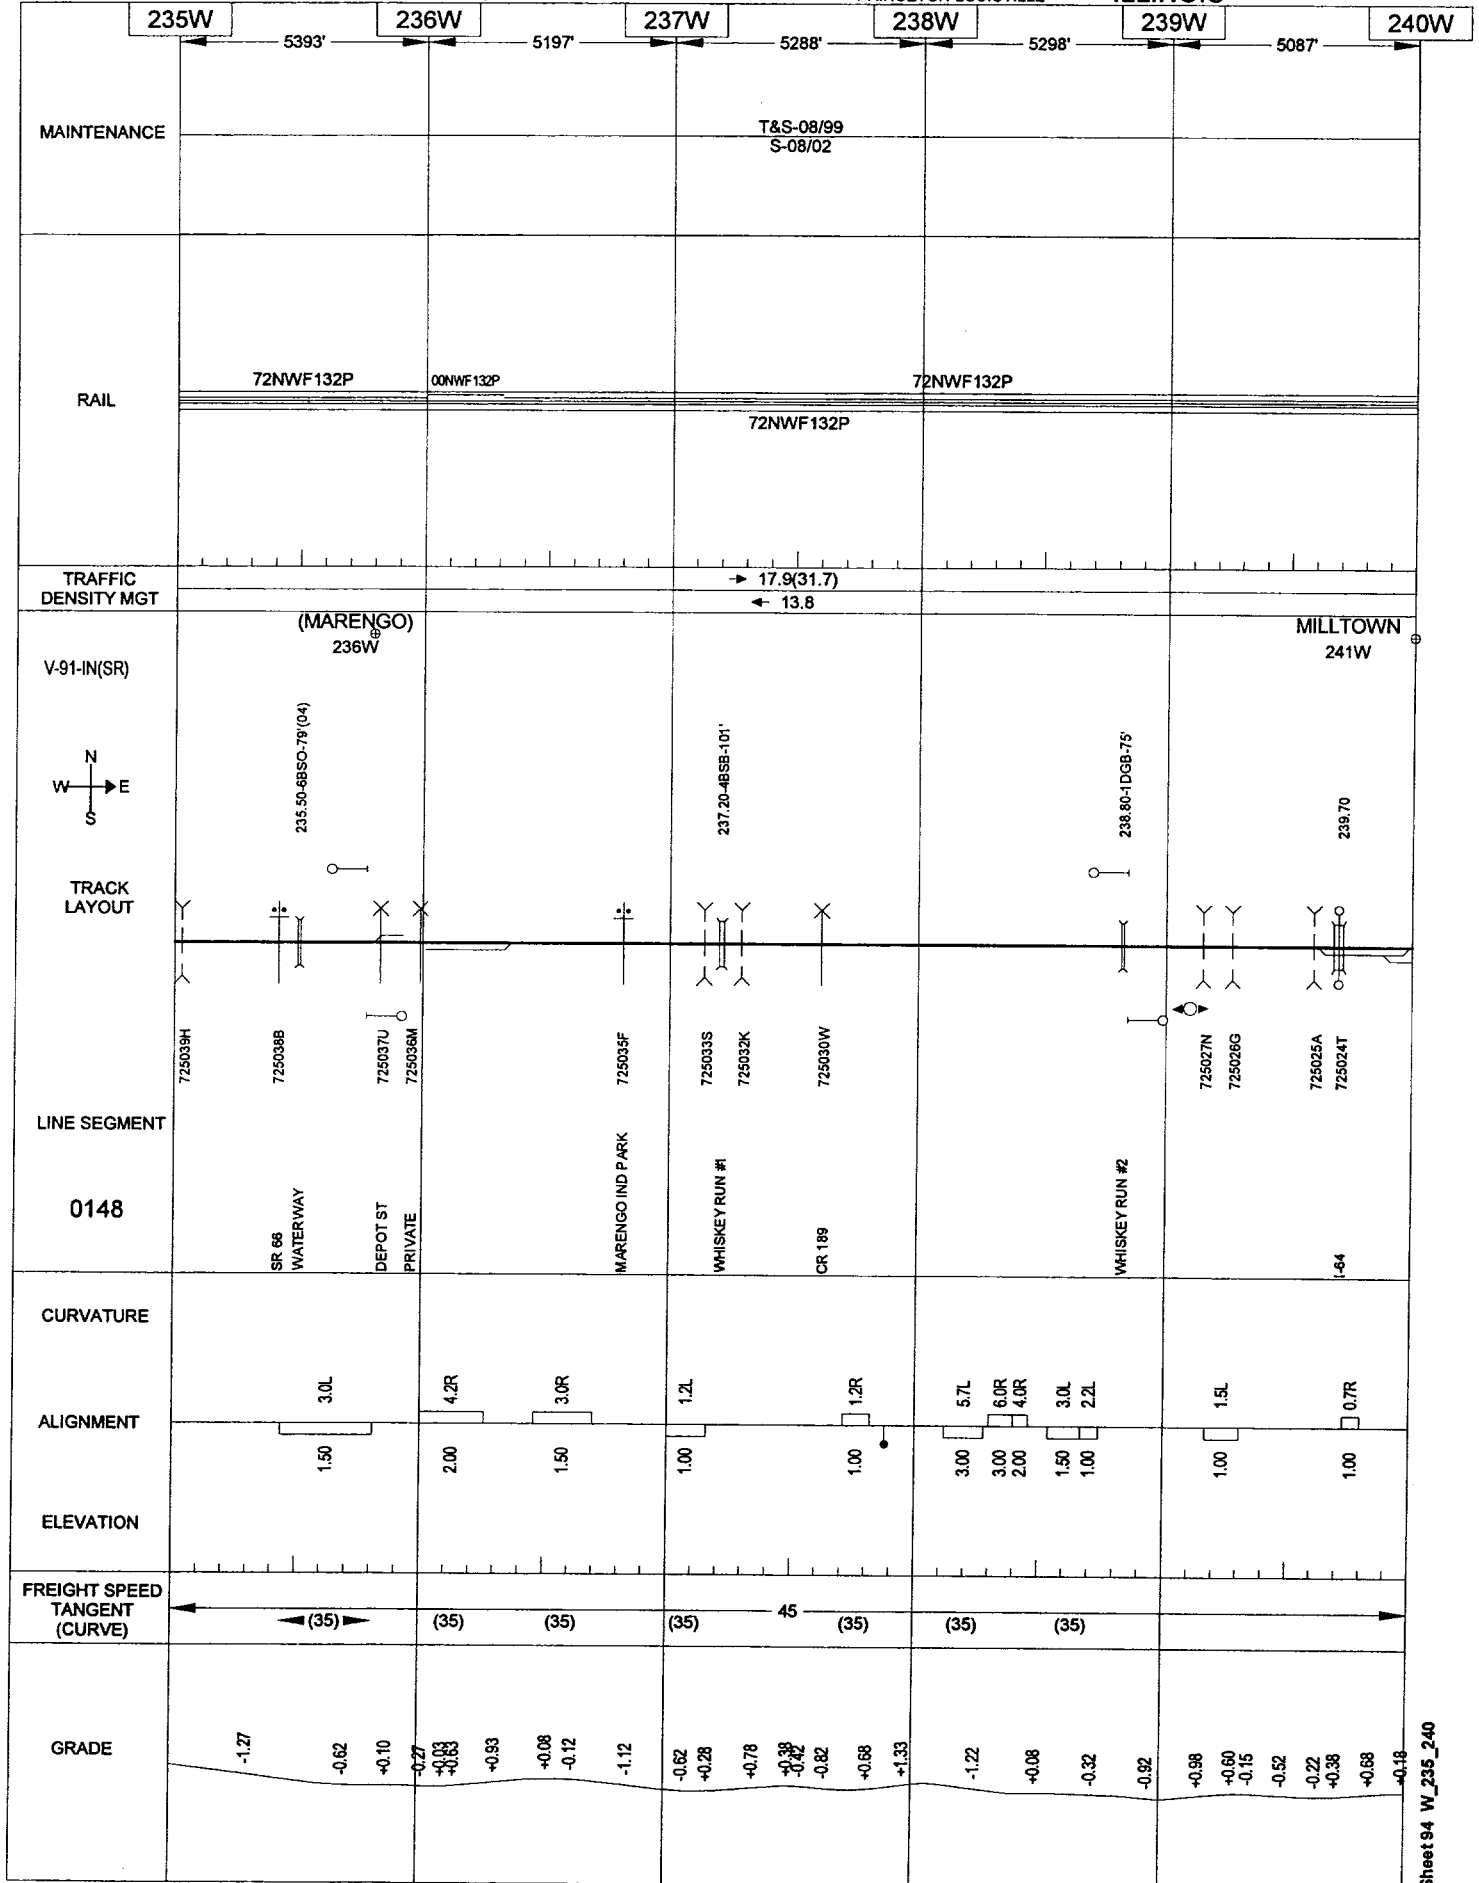 ILLINOIS
235W 236W 237W 238W 239W 240W
5393' 5197' 5288' 5298' 5087'
MAINTENANCE
T&S-08/99
S-08/02
RAIL
72NWF132P 00NWF132P 72NWF132P
72NWF132P
TRAFFIC
DENSITY MGT
17.9(31.7)
13.8
(MARENGO)
236W
MILLTOWN
241W
V-91-IN(SR)
N
W E
S
235.50-6BSO-79'(04)
237.20-4BSB-101'
238.80-1DGB-75'
239.70
TRACK
LAYOUT
725039H
725038B
725037U
725036M
725035F
725033S
725032K
725030W
725027N
725026G
725025A
725024T
LINE SEGMENT
0148
SR 66
WATERWAY
DEPOT ST
PRIVATE
MARENGO IND PARK
WHISKEY RUN #1
CR 189
WHISKEY RUN #2
I-64
CURVATURE
3.0L 4.2R 3.0R 1.2L 1.2R 5.7L 6.0R 4.0R 3.0L 2.2L 1.5L 0.7R
ALIGNMENT
1.50 2.00 1.50 1.00 1.00 3.00 3.00 2.00 1.50 1.00 1.00 1.00
ELEVATION
FREIGHT SPEED
TANGENT
(CURVE)
45
(35) (35) (35) (35) (35) (35) (35)
GRADE
-1.27 -0.62 +0.10 -0.27 +0.03 +0.63 +0.93 +0.08 -0.12 -1.12 -0.62 +0.28 +0.78 +0.38 -0.42 -0.82 +0.68 +1.33 -1.22 +0.08 -0.32 -0.92 +0.98 +0.60 -0.15 -0.52 -0.22 +0.38 +0.68 +0.18
Sheet 94 W_235_240